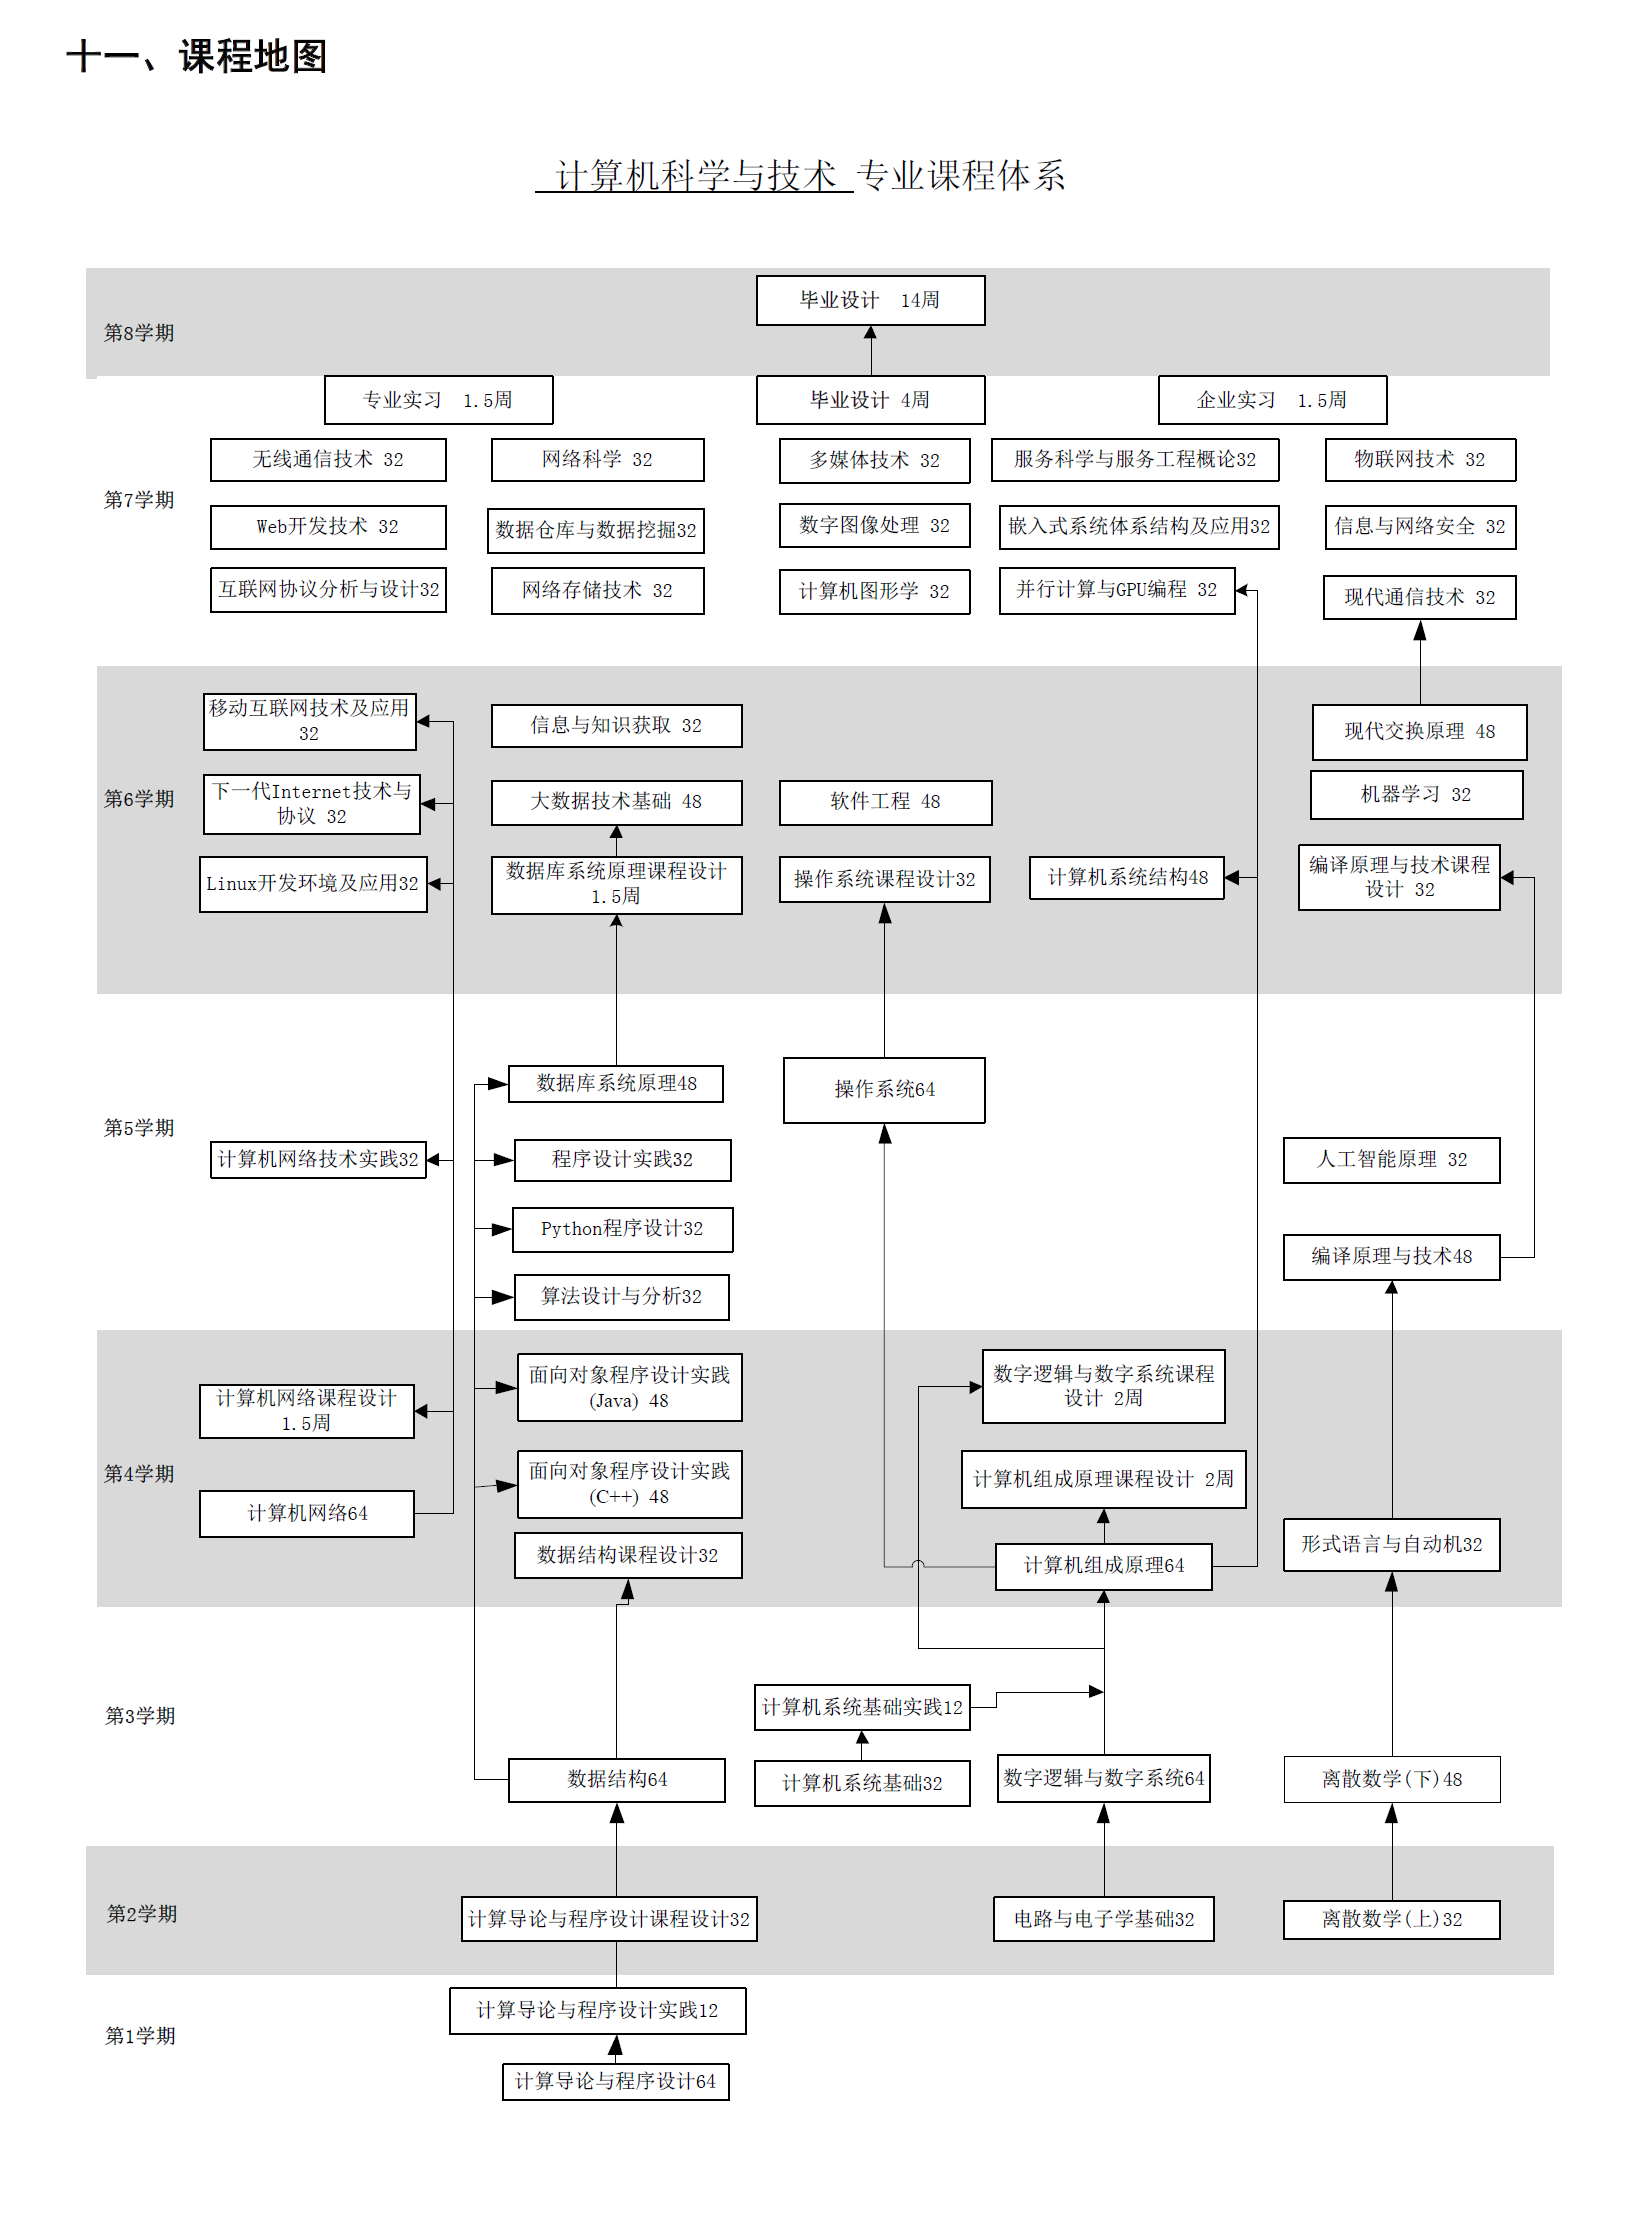 十一、课程地图
计算机科学与技术 专业课程体系
毕业设计 14周
第8学期
专业实习 1.5周
毕业设计 4周
企业实习 1.5周
无线通信技术 32
网络科学 32
多媒体技术 32
服务科学与服务工程概论32
物联网技术 32
第7学期
Web开发技术 32
数据仓库与数据挖掘32
数字图像处理 32
嵌入式系统体系结构及应用32
信息与网络安全 32
互联网协议分析与设计32
网络存储技术 32
计算机图形学 32
并行计算与GPU编程 32
现代通信技术 32
移动互联网技术及应用
32
信息与知识获取 32
现代交换原理 48
第6学期
下一代Internet技术与
协议 32
大数据技术基础 48
软件工程 48
机器学习 32
Linux开发环境及应用32
数据库系统原理课程设计
1.5周
操作系统课程设计32
计算机系统结构48
编译原理与技术课程
设计 32
数据库系统原理48
操作系统64
第5学期
计算机网络技术实践32
程序设计实践32
人工智能原理 32
Python程序设计32
编译原理与技术48
算法设计与分析32
计算机网络课程设计
1.5周
面向对象程序设计实践
(Java) 48
数字逻辑与数字系统课程
设计 2周
第4学期
面向对象程序设计实践
(C++) 48
计算机组成原理课程设计 2周
计算机网络64
数据结构课程设计32
计算机组成原理64
形式语言与自动机32
第3学期
计算机系统基础实践12
数据结构64
计算机系统基础32
数字逻辑与数字系统64
离散数学(下)48
第2学期
计算导论与程序设计课程设计32
电路与电子学基础32
离散数学(上)32
计算导论与程序设计实践12
第1学期
计算导论与程序设计64